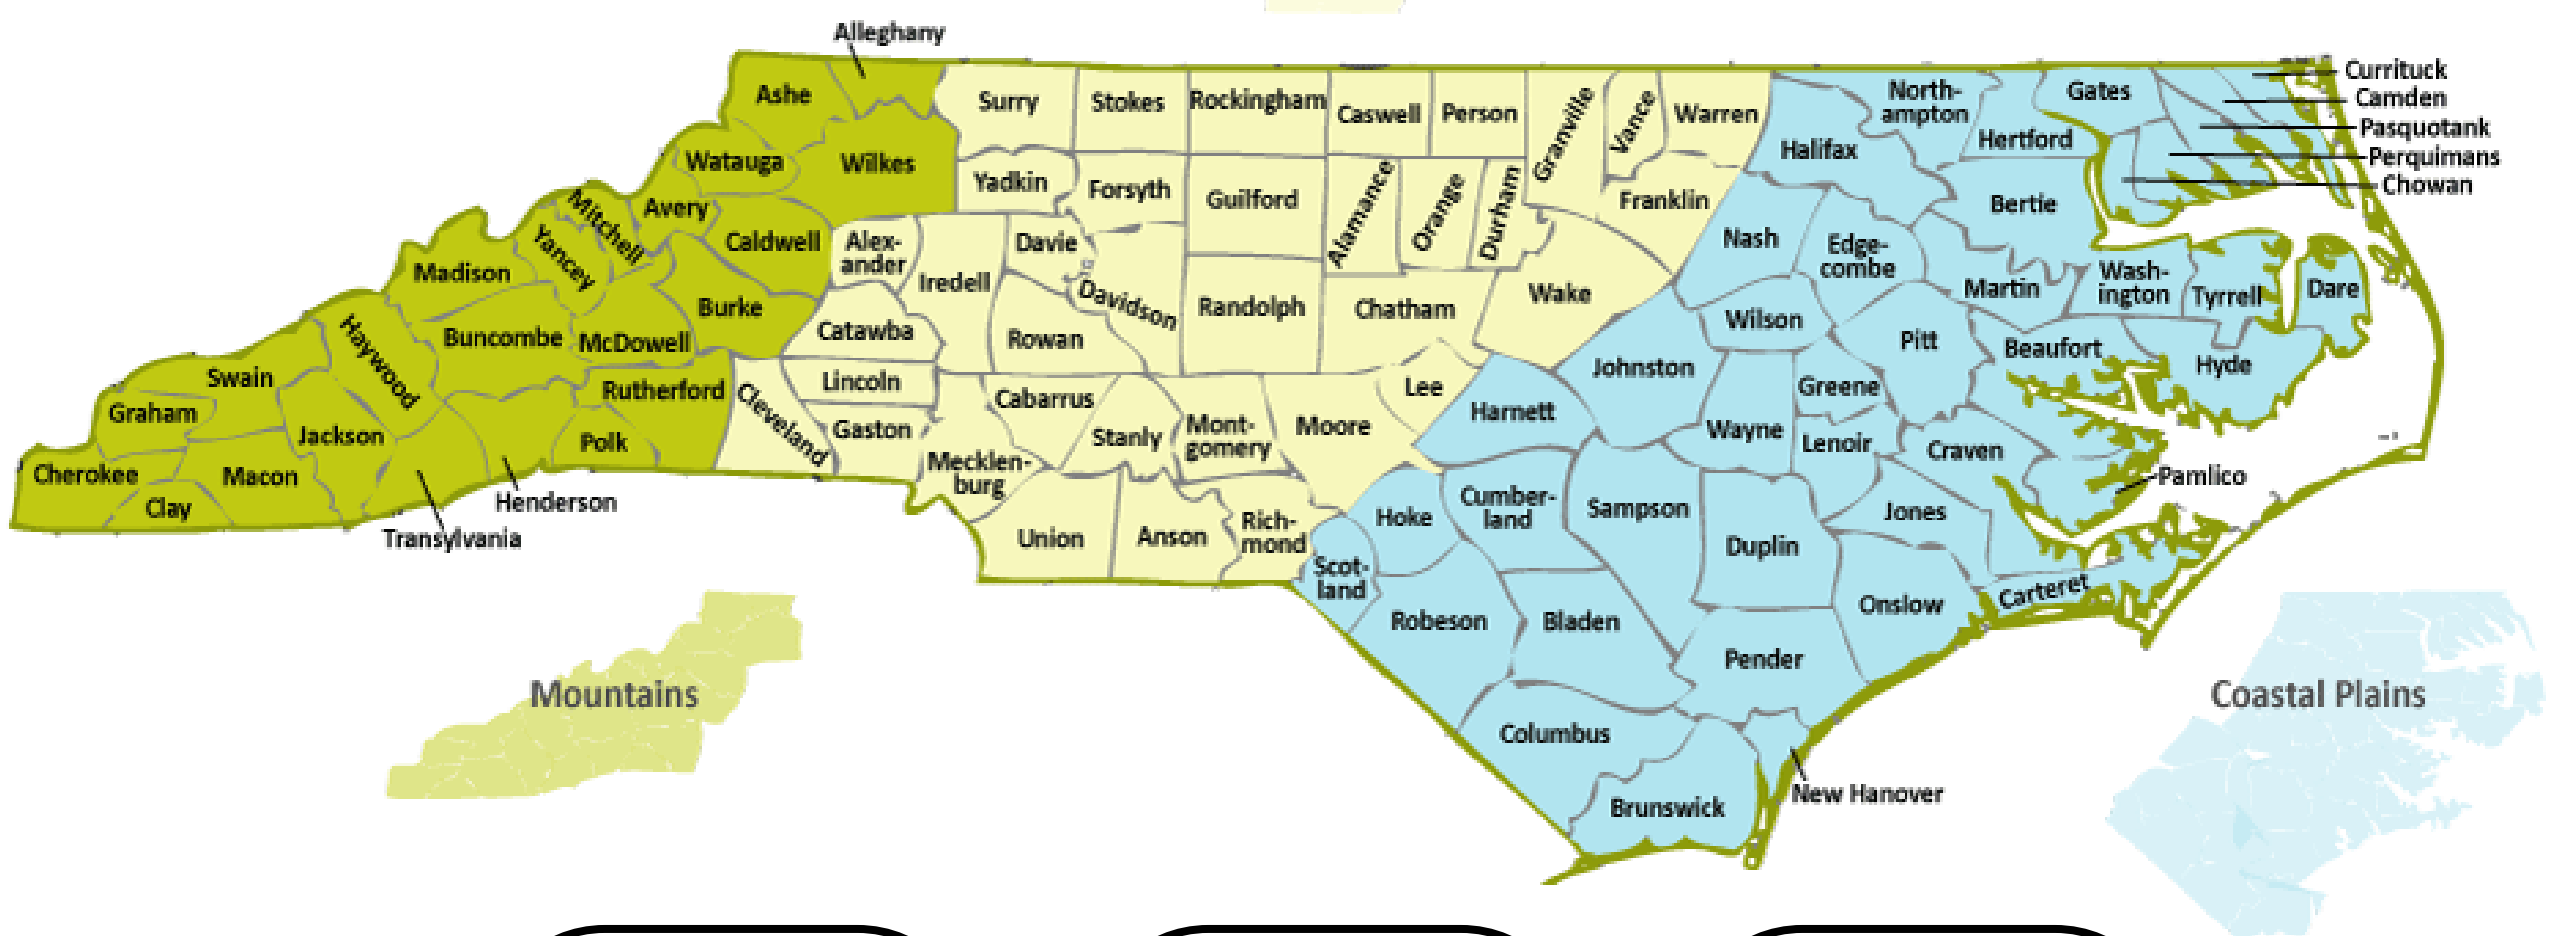 Alleghany
Ashe
Surry
Stokes
Rockingham
Caswell
Person
Granville
Vance
Warren
North-
ampton
Gates
Currituck
Camden
Pasquotank
Perquimans
Chowan
Hertford
Halifax
Watauga
Wilkes
Yadkin
Forsyth
Guilford
Alamance
Orange
Durham
Franklin
Bertie
Mitchell
Avery
Yancey
Caldwell
Alex-
ander
Iredell
Davie
Davidson
Nash
Edge-
combe
Martin
Wash-
ington
Tyrrell
Dare
Madison
Burke
Randolph
Chatham
Wake
Wilson
Pitt
Beaufort
Hyde
Haywood
Buncombe
McDowell
Catawba
Rowan
Johnston
Greene
Swain
Rutherford
Cleveland
Lincoln
Cabarrus
Lee
Graham
Jackson
Polk
Gaston
Stanly
Mont-
gomery
Moore
Harnett
Wayne
Lenoir
Craven
Pamlico
Cherokee
Macon
Mecklen-
burg
Clay
Henderson
Transylvania
Union
Anson
Rich-
mond
Hoke
Cumber-
land
Sampson
Duplin
Jones
Scot-
land
Robeson
Bladen
Onslow
Carteret
Pender
Columbus
Brunswick
New Hanover
Mountains
Coastal Plains